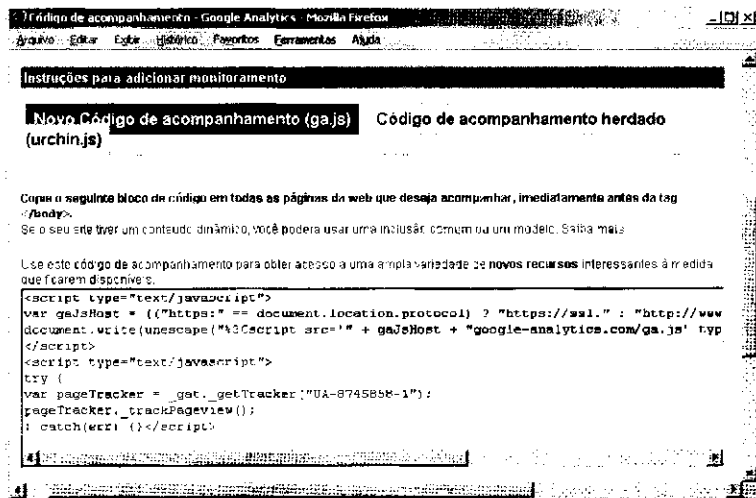 Código de acompanhamento - Google Analytics - Mozilla Firefox
Arquivo Editar Exibir Histórico Favoritos Ferramentas Ajuda
Instruções para adicionar monitoramento
Novo Código de acompanhamento (ga.js) Código de acompanhamento herdado
(urchin.js)
Copie o seguinte bloco de código em todas as páginas da web que deseja acompanhar, imediatamente antes da tag
</body>.
Se o seu site tiver um conteúdo dinâmico, você poderá usar uma inclusão comum ou um modelo. Saiba mais
Use este código de acompanhamento para obter acesso a uma ampla variedade de novos recursos interessantes à medida
que ficarem disponíveis.
<script type="text/javascript">
var gaJsHost = (("https:" == document.location.protocol) ? "https://ssl." : "http://www
document.write(unescape("%3Cscript src='" + gaJsHost + "google-analytics.com/ga.js' typ
</script>
<script type="text/javascript">
try {
var pageTracker = _gat._getTracker("UA-8745858-1");
pageTracker._trackPageview();
} catch(err) {}</script>